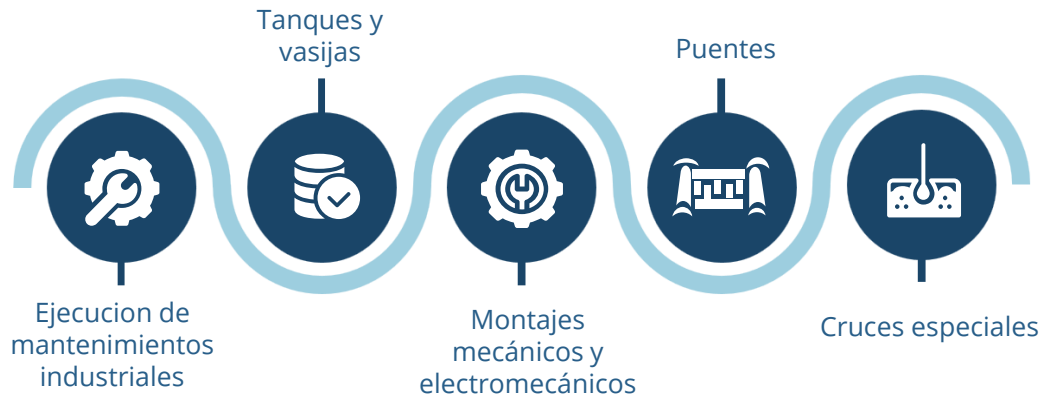 Tanques y
vasijas
Puentes
Ejecucion de
mantenimientos
industriales
Montajes
mecánicos y
electromecánicos
Cruces especiales